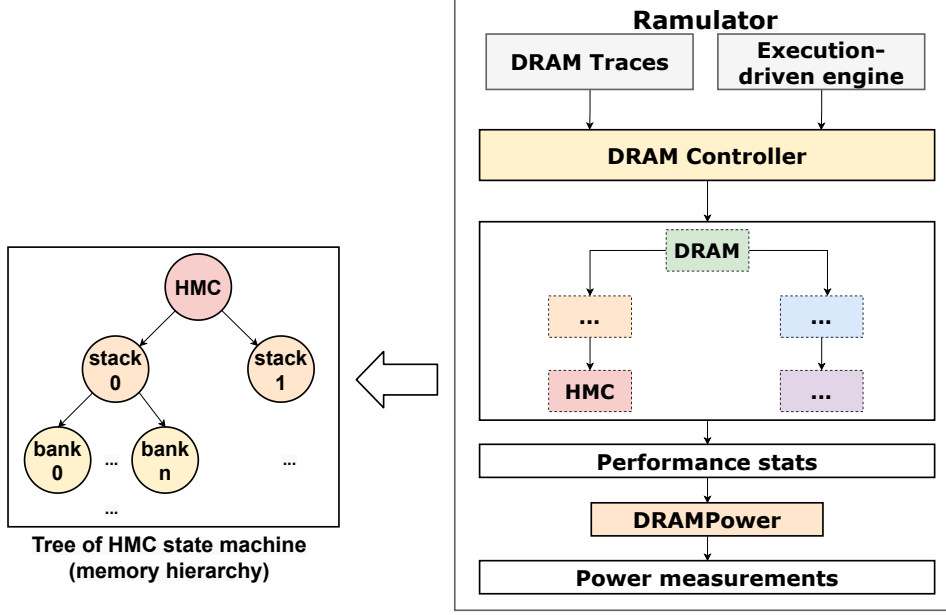 Ramulator
DRAM Traces
Execution-
driven engine
DRAM Controller
DRAM
...
...
HMC
...
Performance stats
DRAMPower
Power measurements
HMC
stack
0
stack
1
bank
0
...
bank
n
...
...
Tree of HMC state machine
(memory hierarchy)